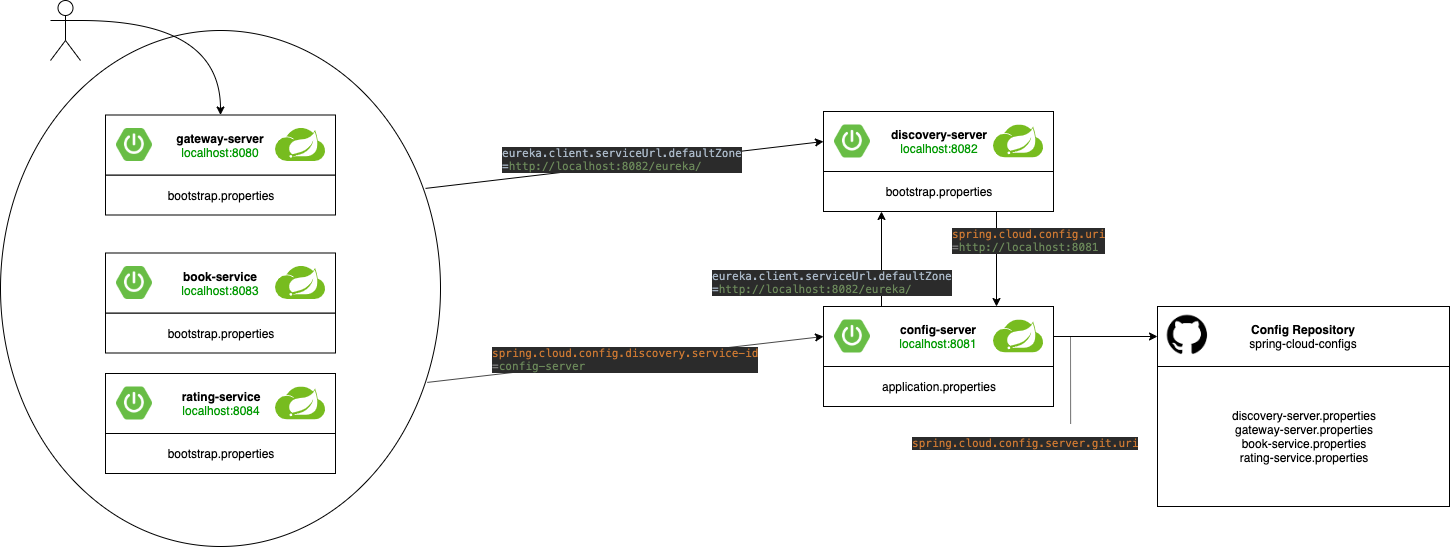 gateway-server
localhost:8080
bootstrap.properties
book-service
localhost:8083
bootstrap.properties
rating-service
localhost:8084
bootstrap.properties
eureka.client.serviceUrl.defaultZone
=http://localhost:8082/eureka/
spring.cloud.config.discovery.service-id
=config-server
discovery-server
localhost:8082
bootstrap.properties
spring.cloud.config.uri
=http://localhost:8081
eureka.client.serviceUrl.defaultZone
=http://localhost:8082/eureka/
config-server
localhost:8081
application.properties
spring.cloud.config.server.git.uri
Config Repository
spring-cloud-configs
discovery-server.properties
gateway-server.properties
book-service.properties
rating-service.properties